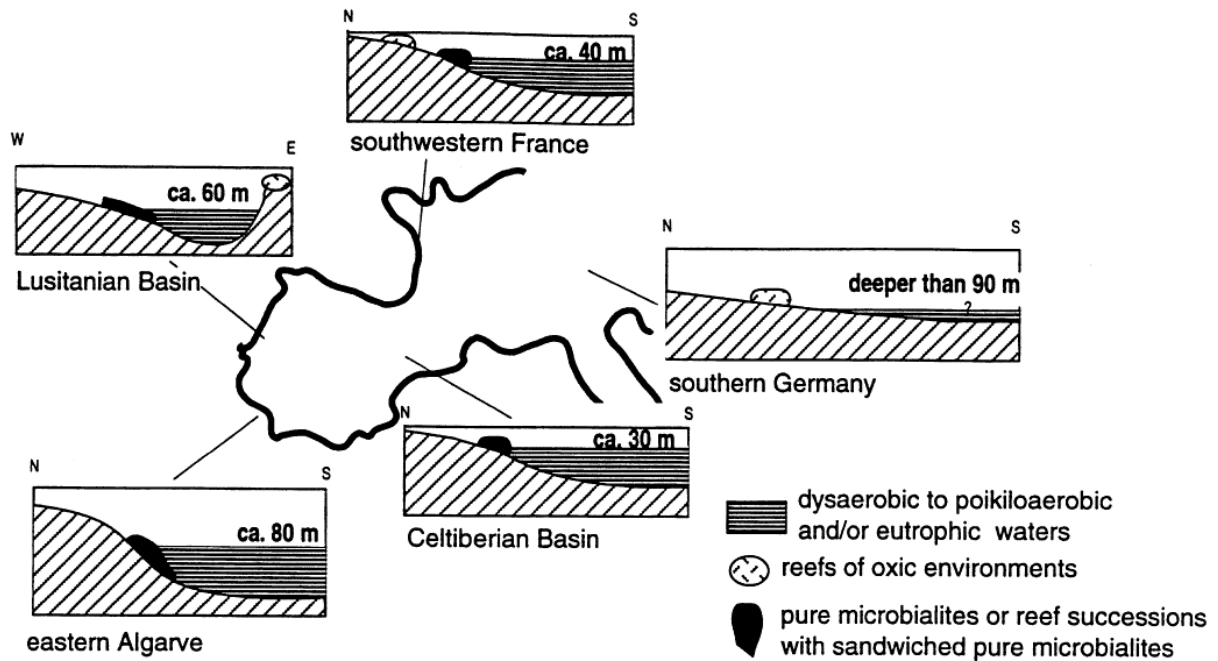 N S
ca. 40 m
southwestern France
W E
ca. 60 m
Lusitanian Basin
N S
deeper than 90 m
?
southern Germany
N S
ca. 30 m
Celtiberian Basin
N S
ca. 80 m
eastern Algarve
dysaerobic to poikiloaerobic
and/or eutrophic waters
reefs of oxic environments
pure microbialites or reef successions
with sandwiched pure microbialites